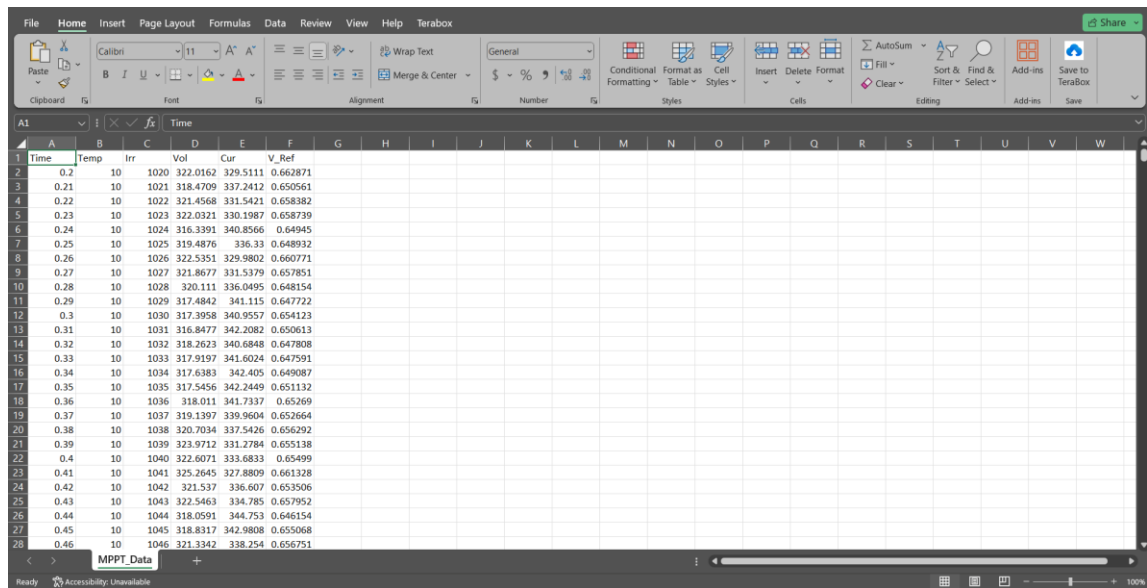 File Home Insert Page Layout Formulas Data Review View Help Terabox Share
Paste Calibri 11 A^ Aˇ Wrap Text General Conditional Formatting Format as Table Cell Styles Insert Delete Format AutoSum Fill Clear Sort & Filter Find & Select Add-ins Save to TeraBox
B I U A Merge & Center $ % 9
Clipboard Font Alignment Number Styles Cells Editing Add-ins Save
A1 fx Time
A B C D E F G H I J K L M N O P Q R S T U V W
1 Time Temp Irr Vol Cur V_Ref
2 0.2 10 1020 322.0162 329.5111 0.662871
3 0.21 10 1021 318.4709 337.2412 0.650561
4 0.22 10 1022 321.4568 331.5421 0.658382
5 0.23 10 1023 322.0321 330.1987 0.658739
6 0.24 10 1024 316.3391 340.8566 0.64945
7 0.25 10 1025 319.4876 336.33 0.648932
8 0.26 10 1026 322.5351 329.9802 0.660771
9 0.27 10 1027 321.8677 331.5379 0.657851
10 0.28 10 1028 320.111 336.0495 0.648154
11 0.29 10 1029 317.4842 341.115 0.647722
12 0.3 10 1030 317.3958 340.9557 0.654123
13 0.31 10 1031 316.8477 342.2082 0.650613
14 0.32 10 1032 318.2623 340.6848 0.647808
15 0.33 10 1033 317.9197 341.6024 0.647591
16 0.34 10 1034 317.6383 342.405 0.649087
17 0.35 10 1035 317.5456 342.2449 0.651132
18 0.36 10 1036 318.011 341.7337 0.65269
19 0.37 10 1037 319.1397 339.9604 0.652664
20 0.38 10 1038 320.7034 337.5426 0.656292
21 0.39 10 1039 323.9712 331.2784 0.655138
22 0.4 10 1040 322.6071 333.6833 0.65499
23 0.41 10 1041 325.2645 327.8809 0.661328
24 0.42 10 1042 321.537 336.607 0.653506
25 0.43 10 1043 322.5463 334.785 0.657952
26 0.44 10 1044 318.0591 344.753 0.646154
27 0.45 10 1045 318.8317 342.9808 0.655068
28 0.46 10 1046 321.3342 338.254 0.656751
MPPT_Data +
Ready Accessibility: Unavailable 100%